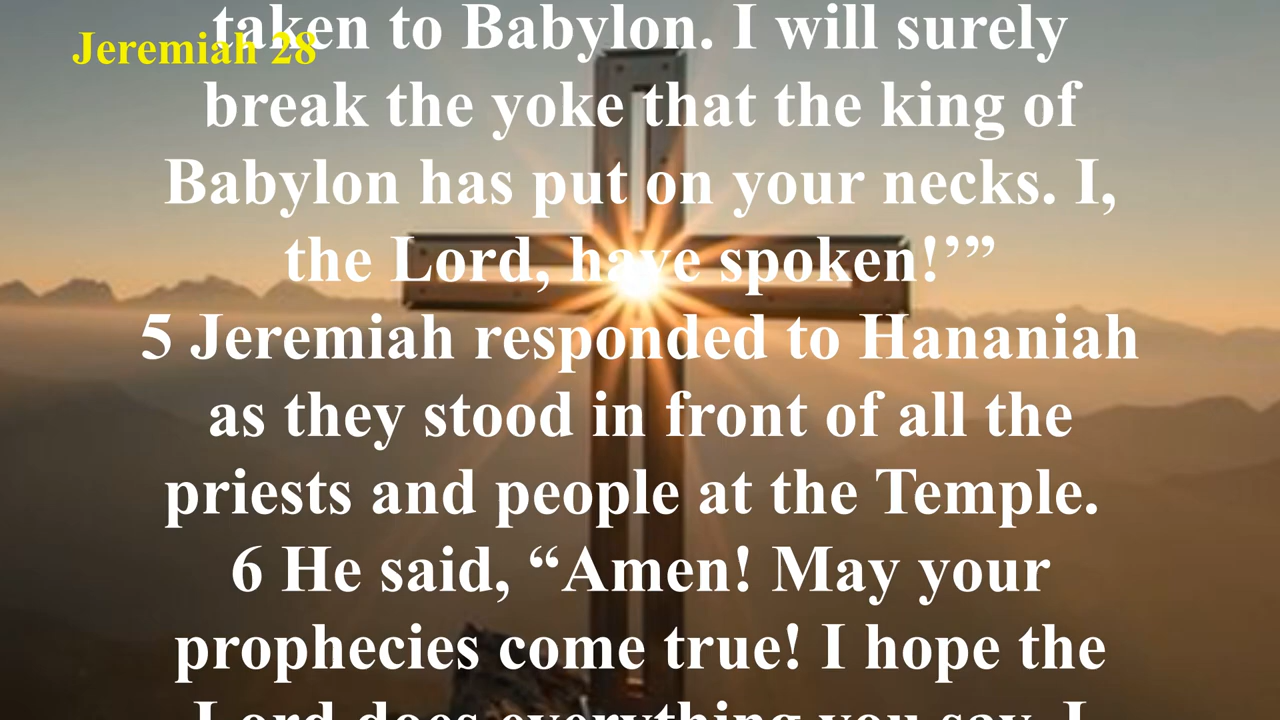 taken to Babylon. I will surely
Jeremiah 28
break the yoke that the king of
Babylon has put on your necks. I,
the Lord, have spoken!’”
5 Jeremiah responded to Hananiah
as they stood in front of all the
priests and people at the Temple.
6 He said, “Amen! May your
prophecies come true! I hope the
Lord does everything you say. I